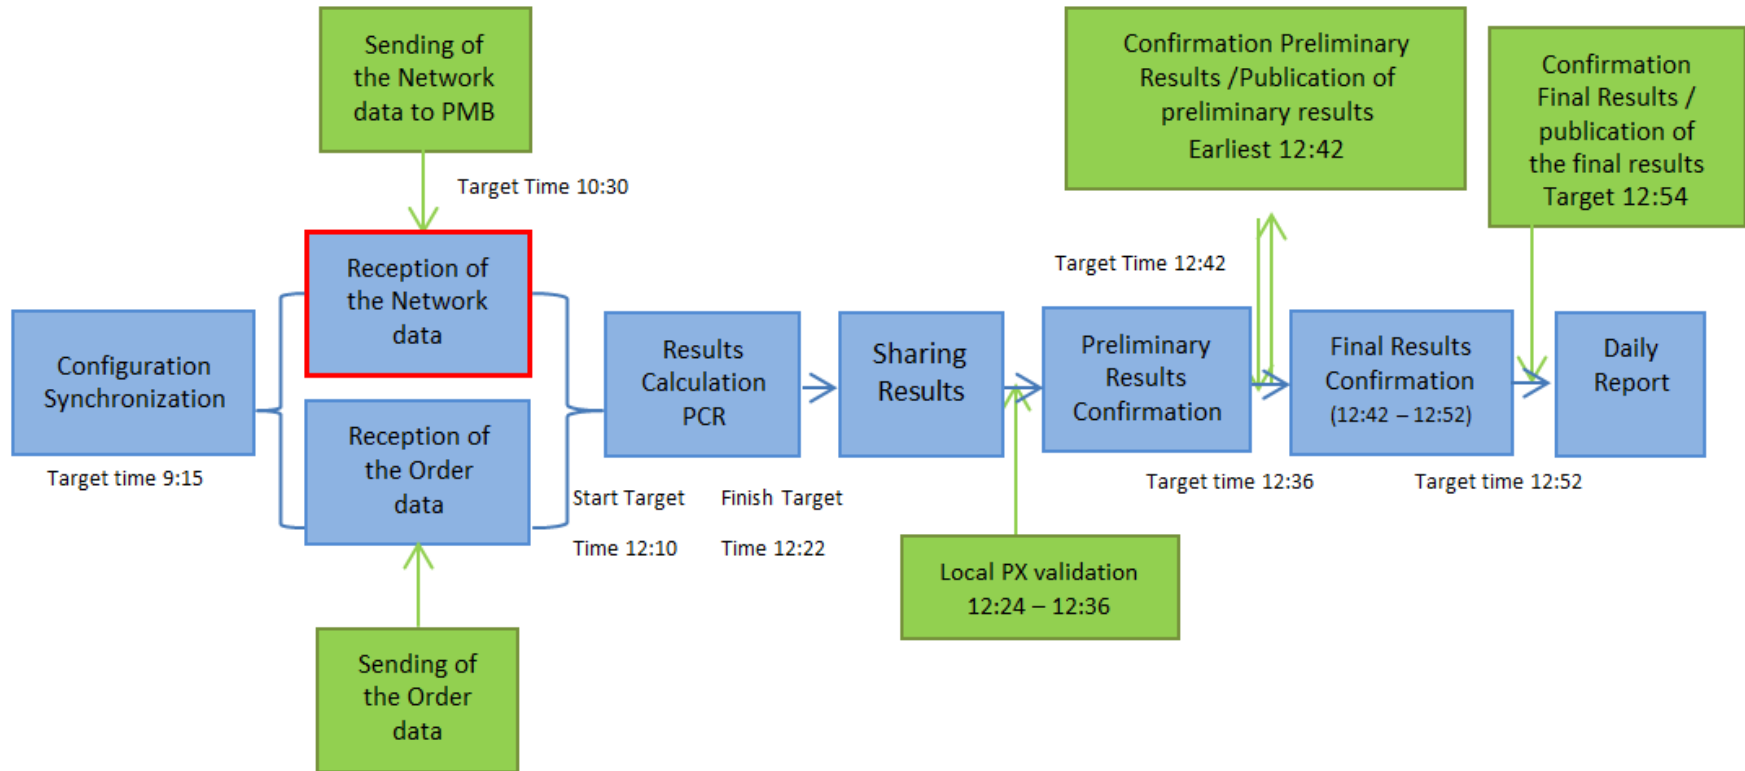 Sending of
the Network
data to PMB
Target Time 10:30
Confirmation Preliminary
Results /Publication of
preliminary results
Earliest 12:42
Confirmation
Final Results /
publication of
the final results
Target 12:54
Target Time 12:42
Configuration
Synchronization
Target time 9:15
Reception of
the Network
data
Reception of
the Order
data
Results
Calculation
PCR
Start Target
Time 12:10
Finish Target
Time 12:22
Sharing
Results
Preliminary
Results
Confirmation
Target time 12:36
Final Results
Confirmation
(12:42 – 12:52)
Target time 12:52
Daily
Report
Local PX validation
12:24 – 12:36
Sending of
the Order
data